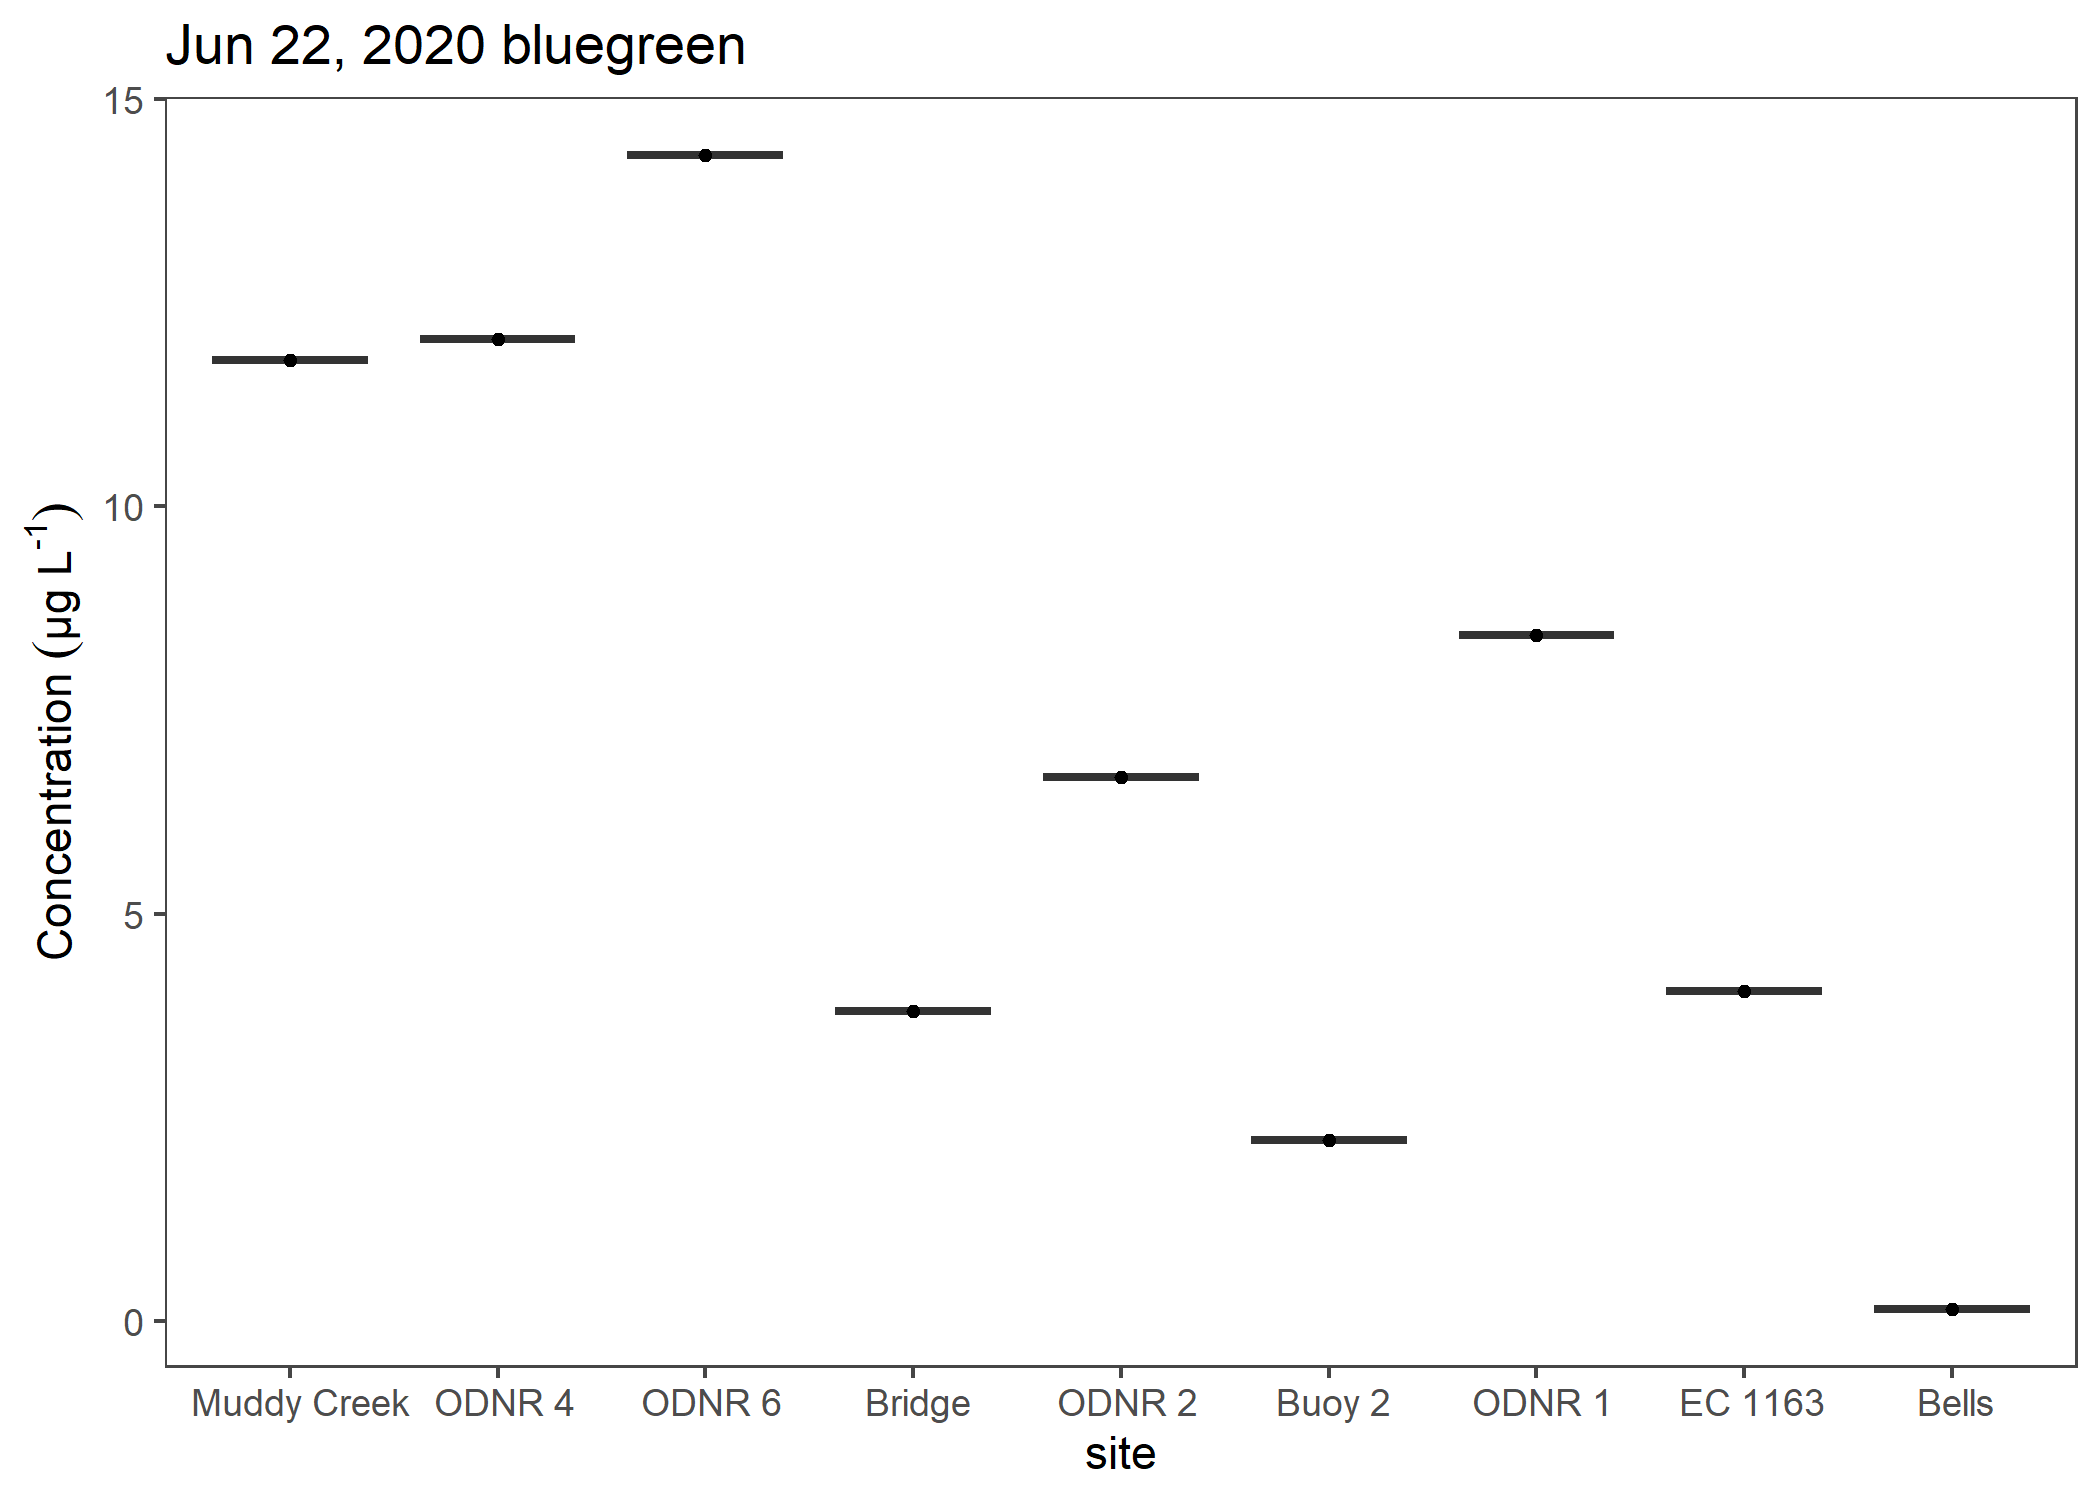 Jun 22, 2020 bluegreen
15
10
5
0
Concentration (µg L-1)
Muddy Creek ODNR 4 ODNR 6 Bridge ODNR 2 Buoy 2 ODNR 1 EC 1163 Bells
site